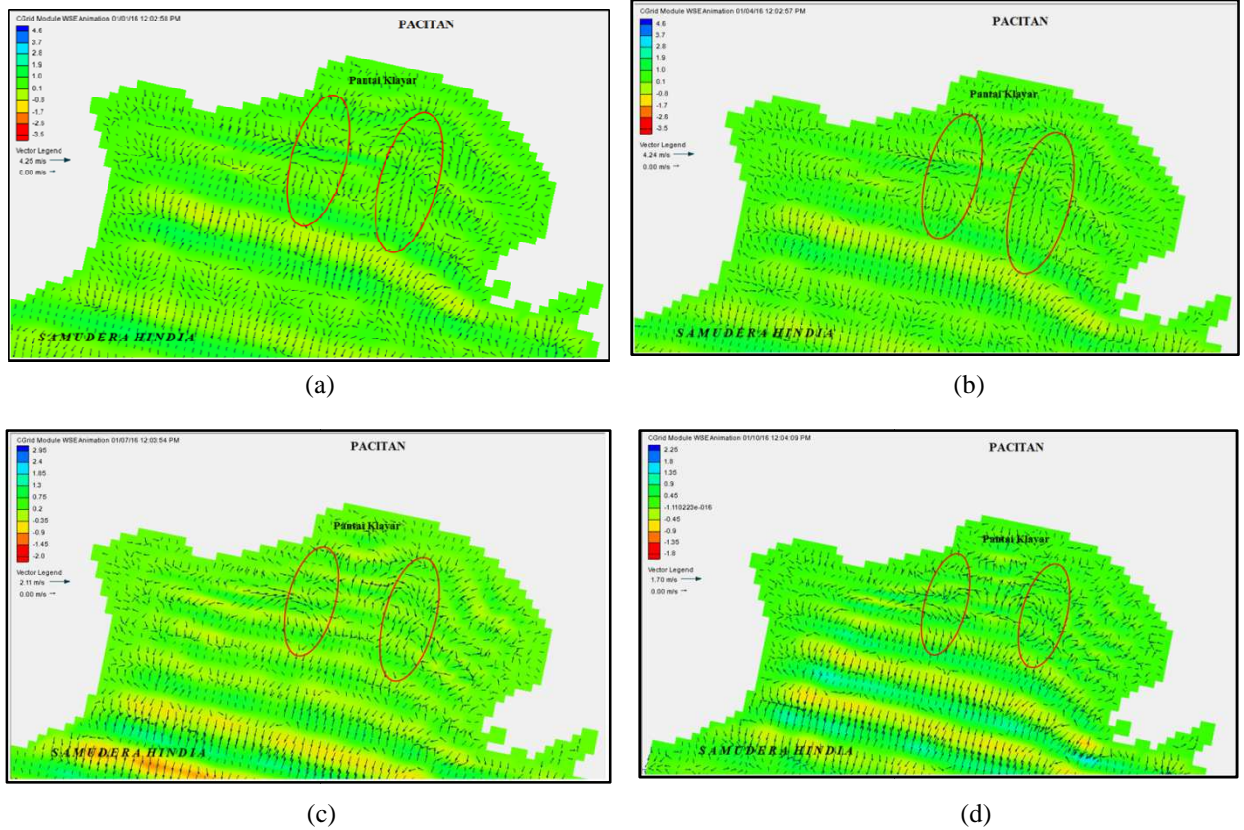 CGrid Module WSE Animation 01/01/16 12:02:58 PM
PACITAN
4.6
3.7
2.8
1.9
1.0
0.1
-0.8
-1.7
-2.6
-3.5
Vector Legend
4.25 m/s
0.00 m/s
Pantai Klayar
SAMUDERA HINDIA
(a)
CGrid Module WSE Animation 01/04/16 12:02:57 PM
PACITAN
4.6
3.7
2.8
1.9
1.0
0.1
-0.8
-1.7
-2.6
-3.5
Vector Legend
4.24 m/s
0.00 m/s
Pantai Klayar
SAMUDERA HINDIA
(b)
CGrid Module WSE Animation 01/07/16 12:03:54 PM
PACITAN
2.95
2.4
1.85
1.3
0.75
0.2
-0.35
-0.9
-1.45
-2.0
Vector Legend
2.11 m/s
0.00 m/s
Pantai Klayar
SAMUDERA HINDIA
(c)
CGrid Module WSE Animation 01/10/16 12:04:09 PM
PACITAN
2.25
1.8
1.35
0.9
0.45
-1.110223e-016
-0.45
-0.9
-1.35
-1.8
Vector Legend
1.70 m/s
0.00 m/s
Pantai Klayar
SAMUDERA HINDIA
(d)